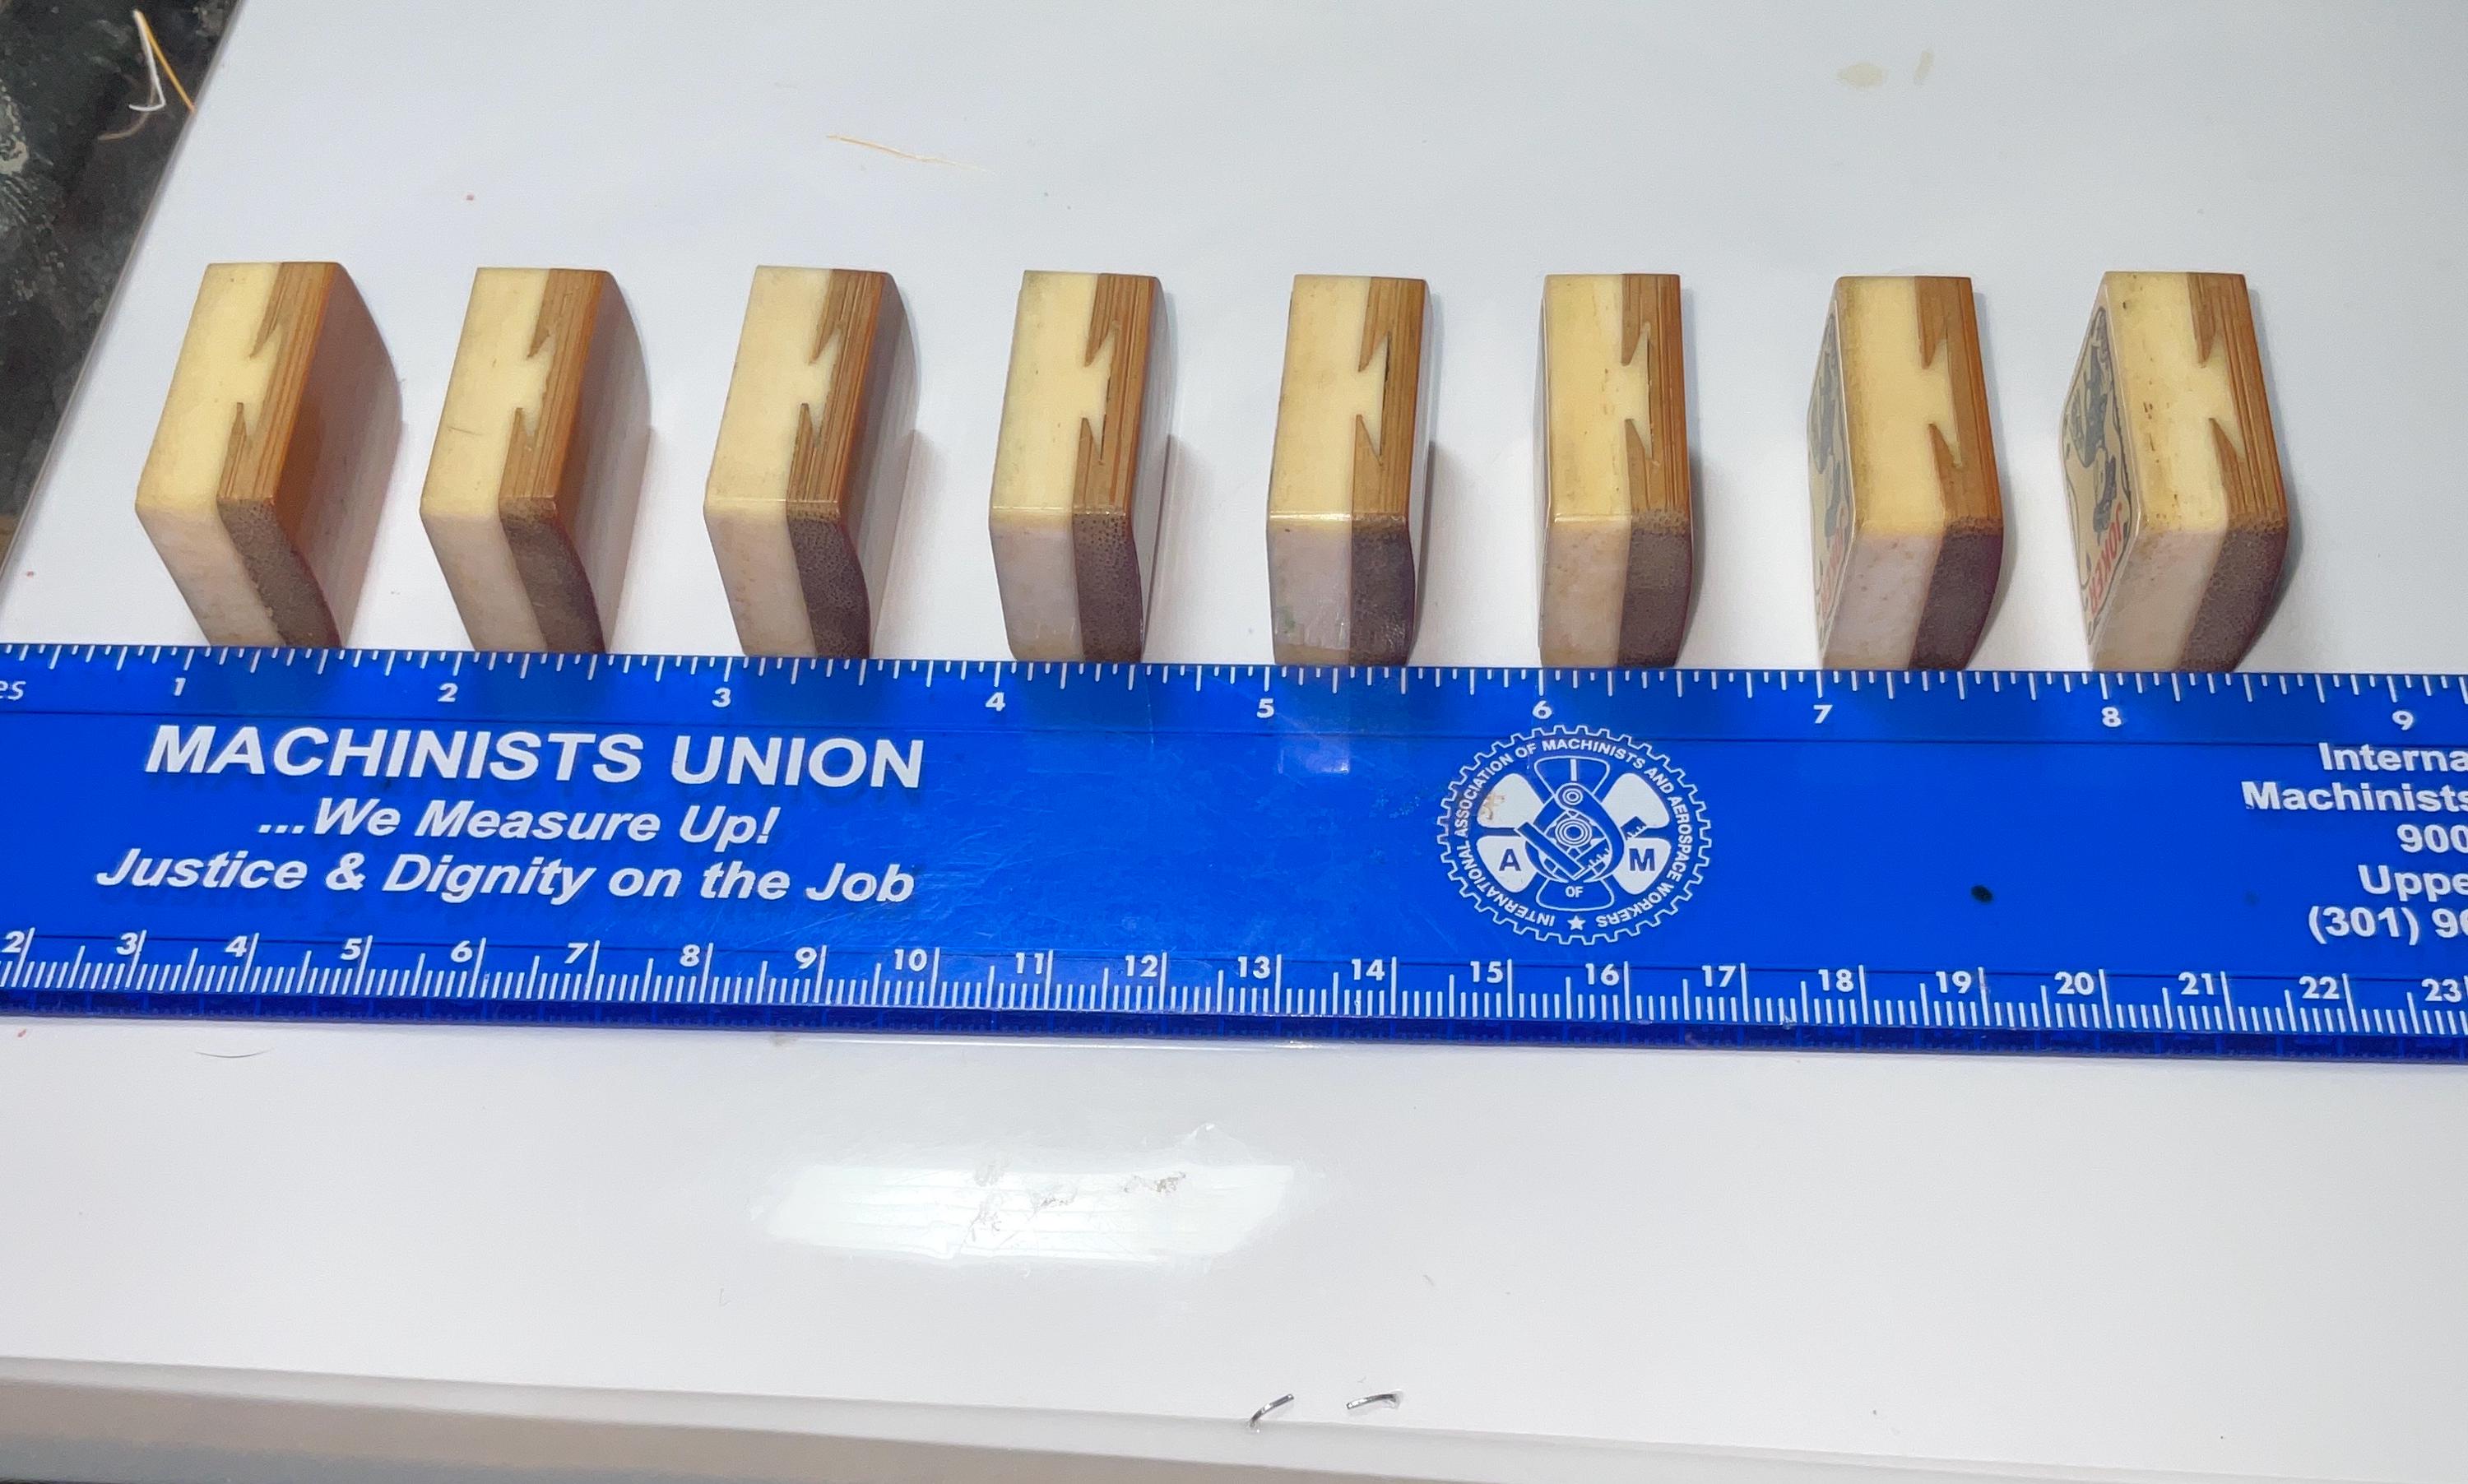 JOKER
es
1 2 3 4 5 6 7 8 9
MACHINISTS UNION
...We Measure Up!
Justice & Dignity on the Job
INTERNATIONAL ASSOCIATION OF MACHINISTS AND AEROSPACE WORKERS
I
A M
OF
Interna
Machinists
900
Uppe
(301) 9
2 3 4 5 6 7 8 9 10 11 12 13 14 15 16 17 18 19 20 21 22 23